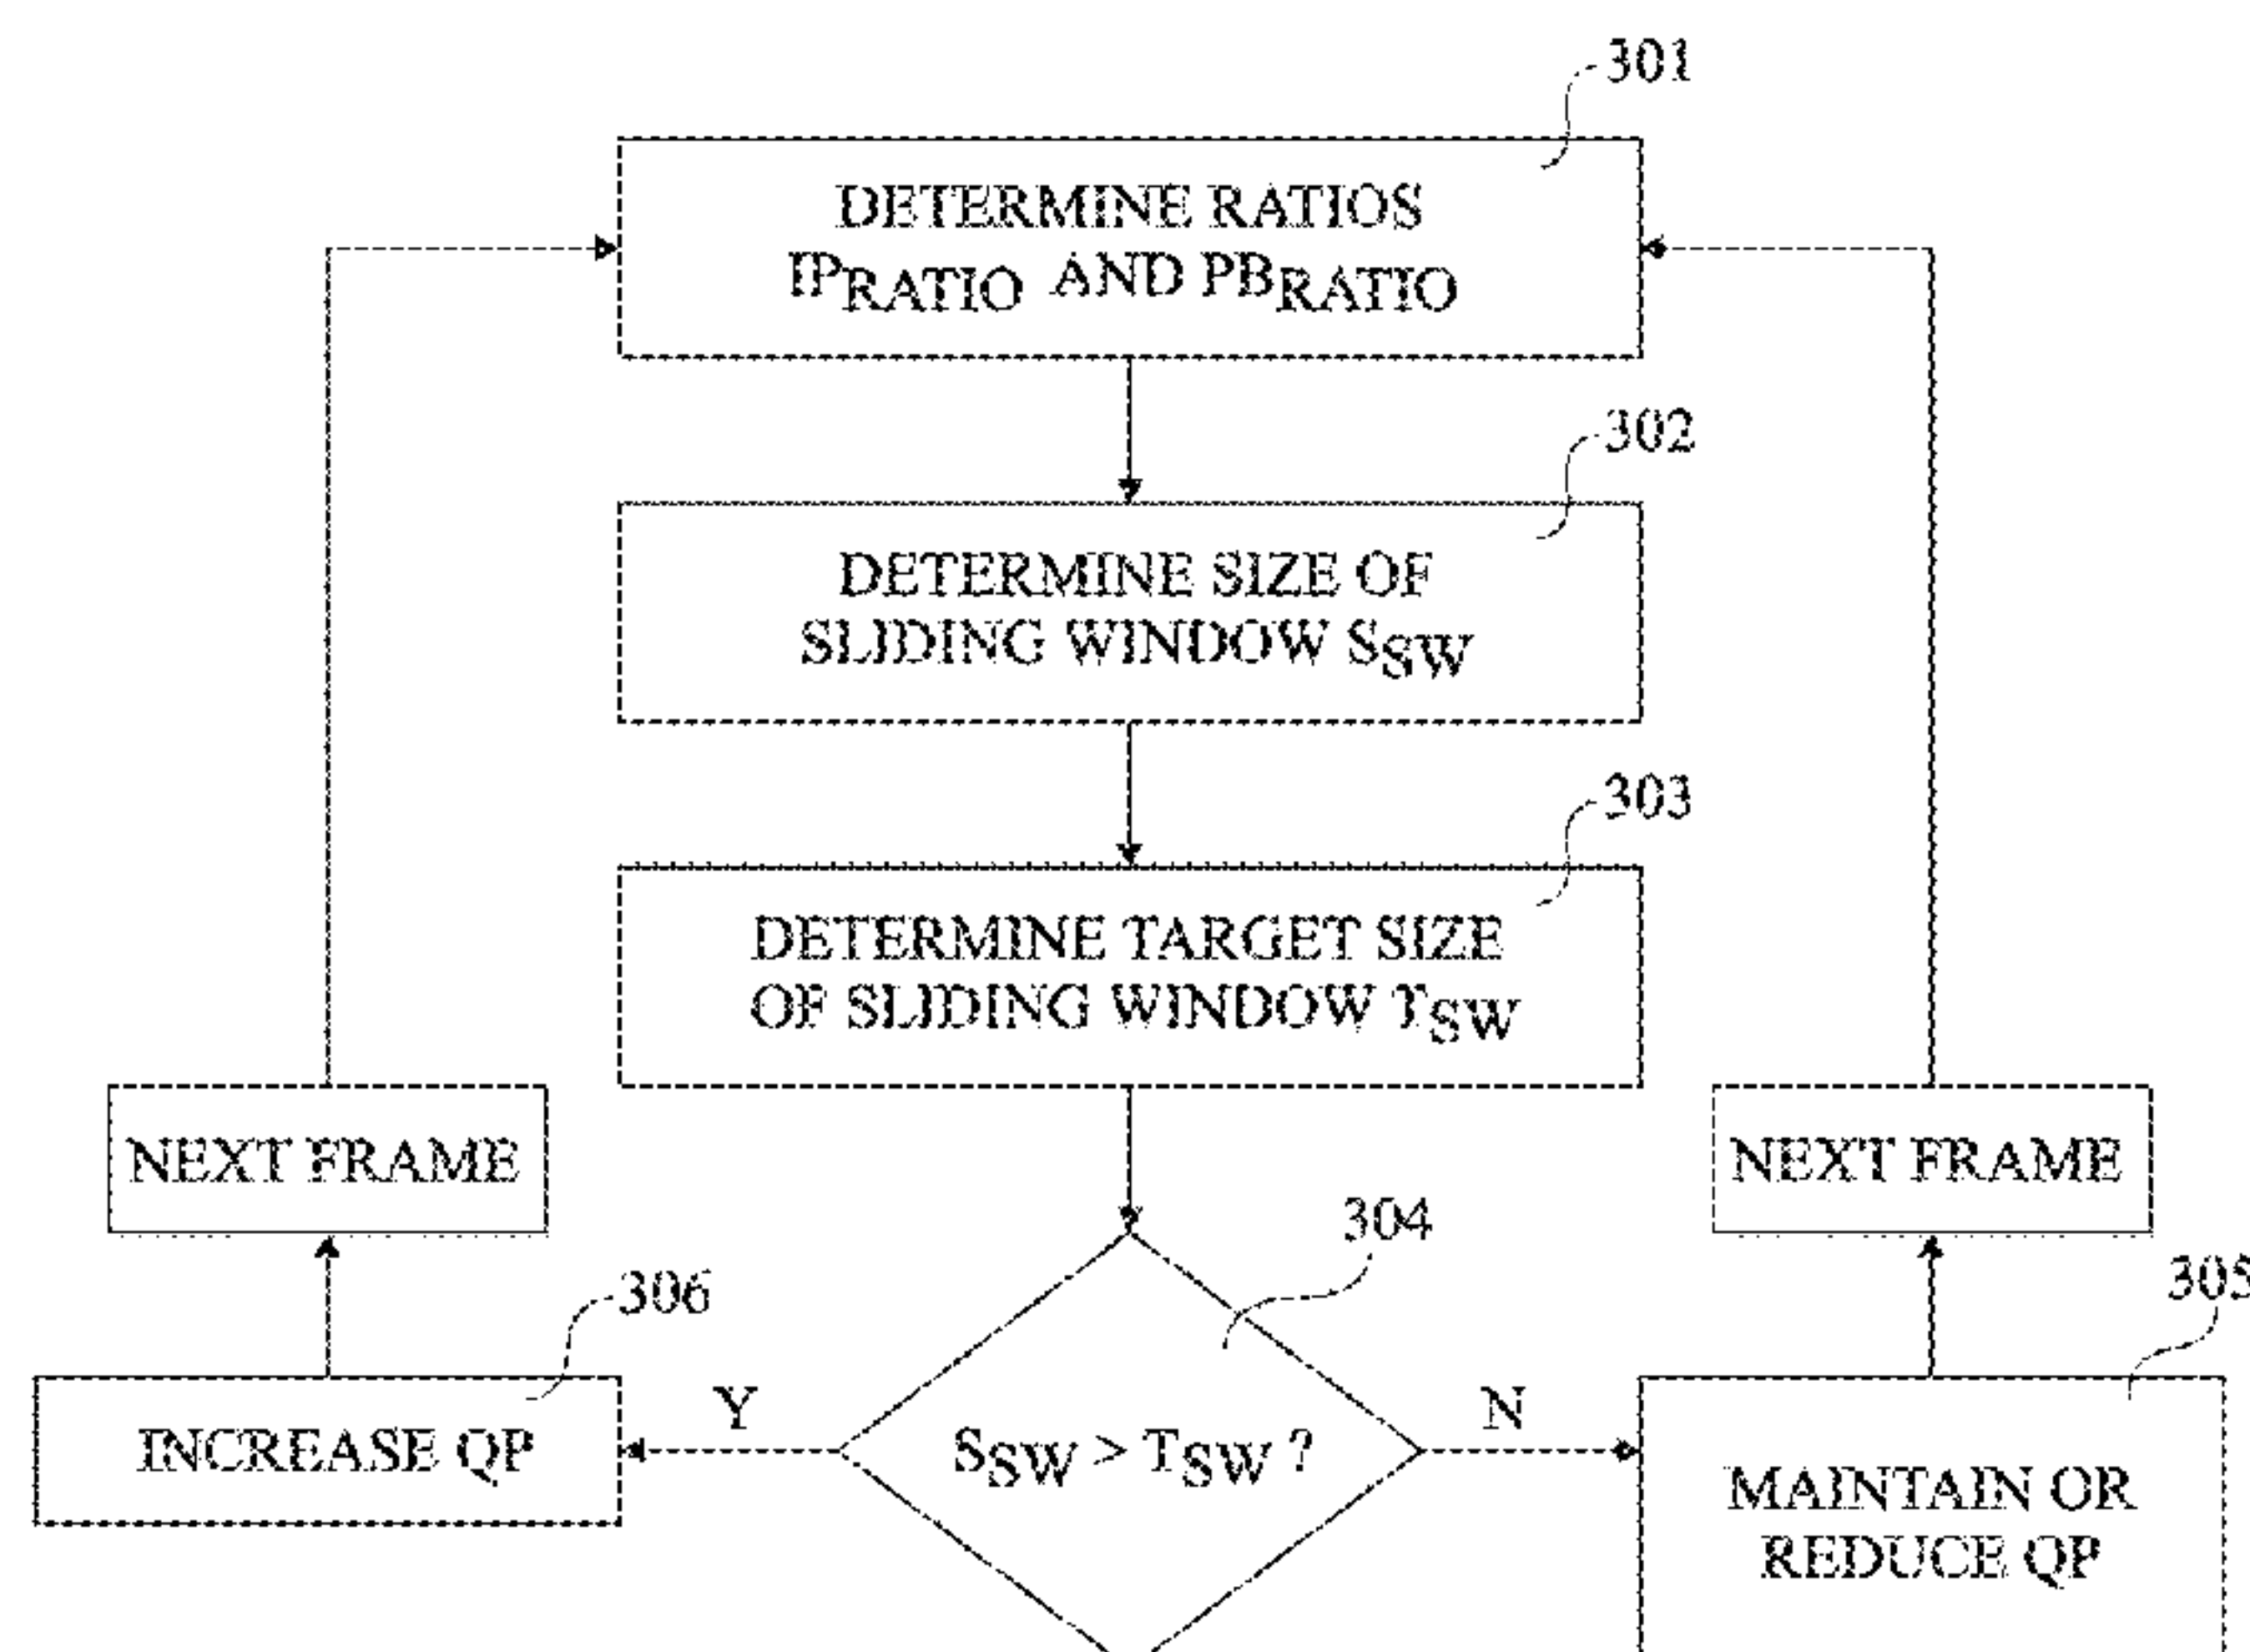 301
DETERMINE RATIOS
IPRATIO AND PBRATIO
302
DETERMINE SIZE OF
SLIDING WINDOW SSW
303
DETERMINE TARGET SIZE
OF SLIDING WINDOW TSW
NEXT FRAME
NEXT FRAME
304
306
305
INCREASE QP
Y
SSW > TSW ?
N
MAINTAIN OR
REDUCE QP